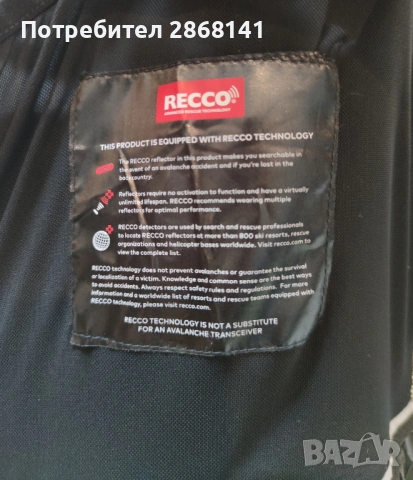 Потребител 2868141
RECCO®
ADVANCED RESCUE TECHNOLOGY
THIS PRODUCT IS EQUIPPED WITH RECCO TECHNOLOGY
The RECCO reflector in this product makes you searchable in
the event of an avalanche accident and if you're lost in the
backcountry.
Reflectors require no activation to function and have a virtually
unlimited lifespan. RECCO recommends wearing multiple
reflectors for optimal performance.
RECCO detectors are used by search and rescue professionals
to locate RECCO reflectors at more than 800 ski resorts, rescue
organizations and helicopter bases worldwide. Visit recco.com to
view the complete list.
RECCO technology does not prevent avalanches or guarantee the survival
or localization of a victim. Knowledge and common sense are the best ways
to avoid accidents. Always respect safety rules and regulations. For more
information and a worldwide list of resorts and rescue teams equipped with
RECCO technology, please visit recco.com.
RECCO TECHNOLOGY IS NOT A SUBSTITUTE
FOR AN AVALANCHE TRANSCEIVER
BAZAR